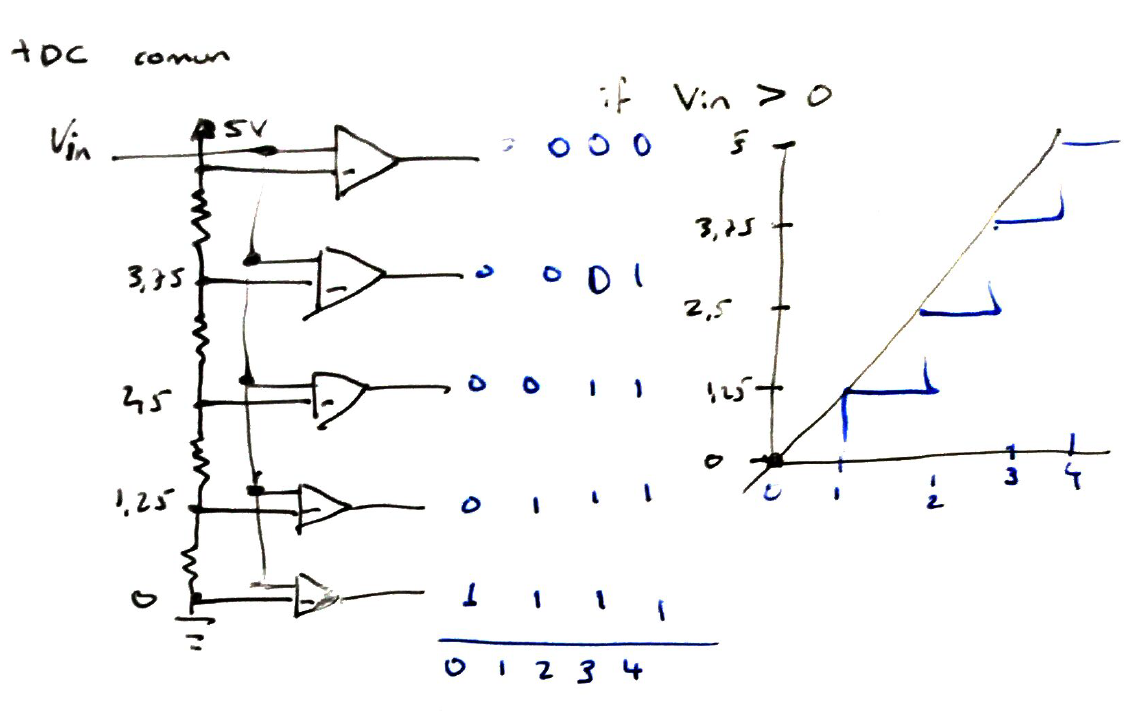 +DC comun
if Vin > 0
Vin 5V 0 0 0
- 
3,75 0 0 0 1
-
2,5 0 0 1 1
-
1,25 0 1 1 1
-
0 1 1 1 1
-
0 1 2 3 4
5
3,75
2,5
1,25
0
0 1 2 3 4